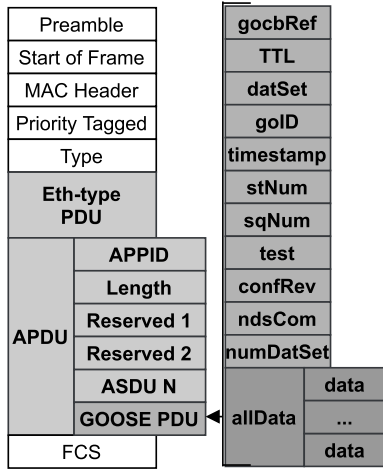 Preamble
Start of Frame
MAC Header
Priority Tagged
Type
Eth-type
PDU
APDU
APPID
Length
Reserved 1
Reserved 2
ASDU N
GOOSE PDU
FCS
gocbRef
TTL
datSet
goID
timestamp
stNum
sqNum
test
confRev
ndsCom
numDatSet
allData
data
...
data